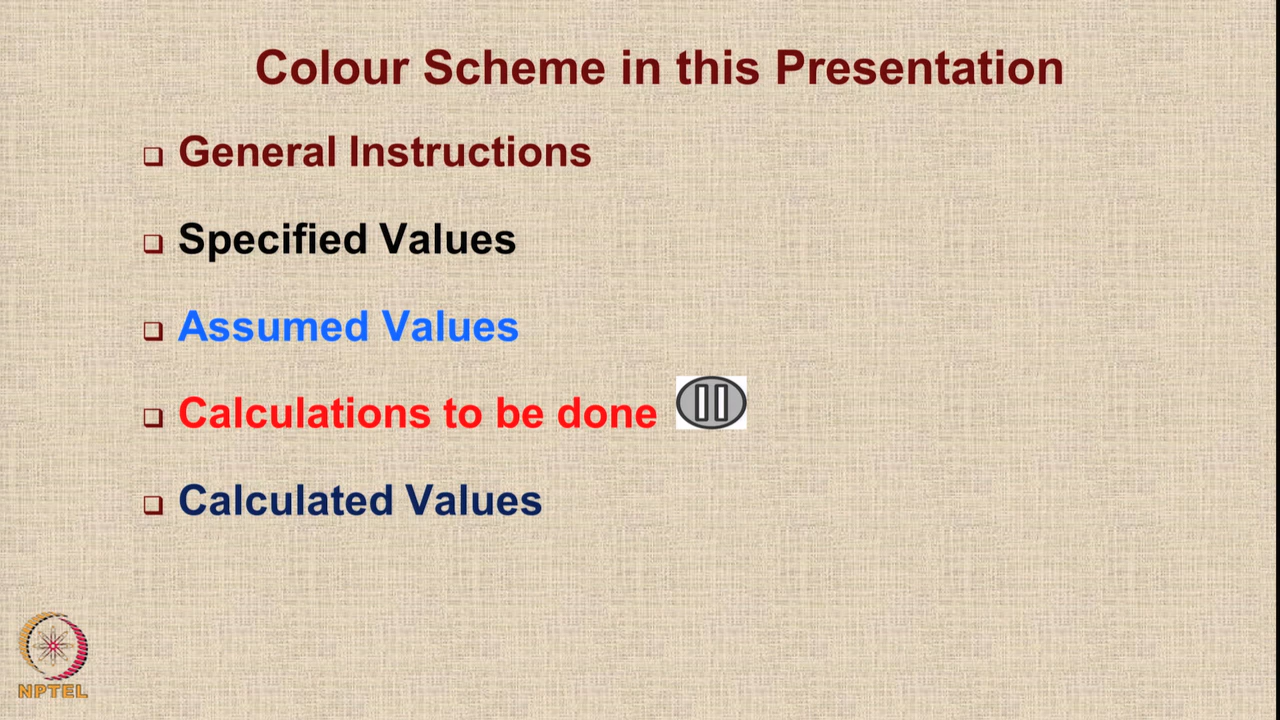 Colour Scheme in this Presentation
General Instructions
Specified Values
Assumed Values
Calculations to be done
Calculated Values
NPTEL